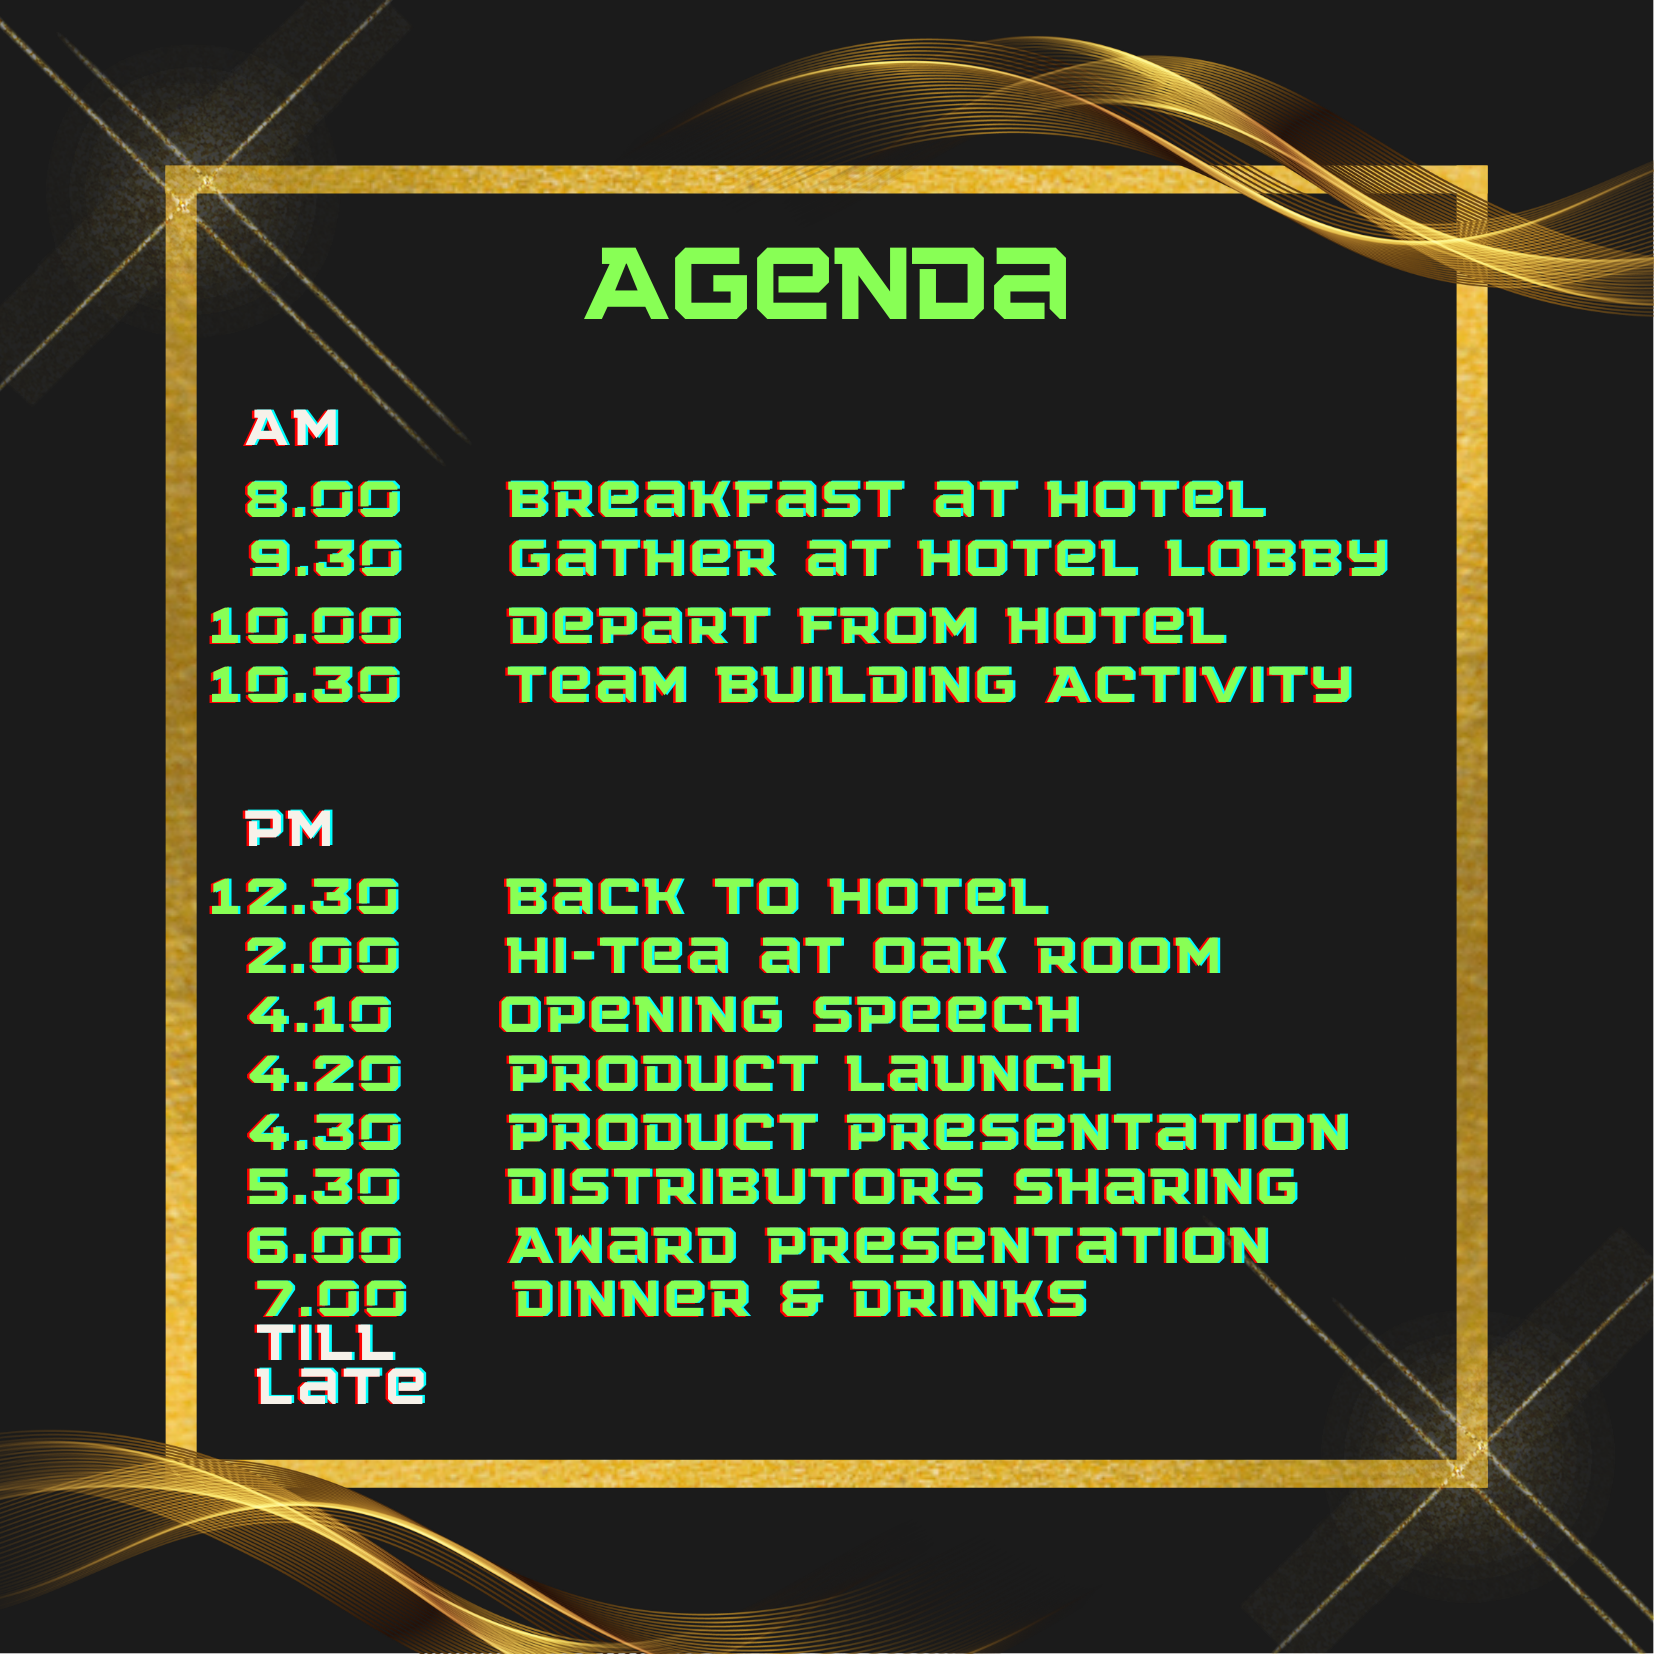 AGENDA
AM
8.00 BREAKFAST AT HOTEL
9.30 GATHER AT HOTEL LOBBY
10.00 DEPART FROM HOTEL
10.30 TEAM BUILDING ACTIVITY
PM
12.30 BACK TO HOTEL
2.00 HI-TEA AT OAK ROOM
4.10 OPENING SPEECH
4.20 PRODUCT LAUNCH
4.30 PRODUCT PRESENTATION
5.30 DISTRIBUTORS SHARING
6.00 AWARD PRESENTATION
7.00 DINNER & DRINKS
TILL
LATE